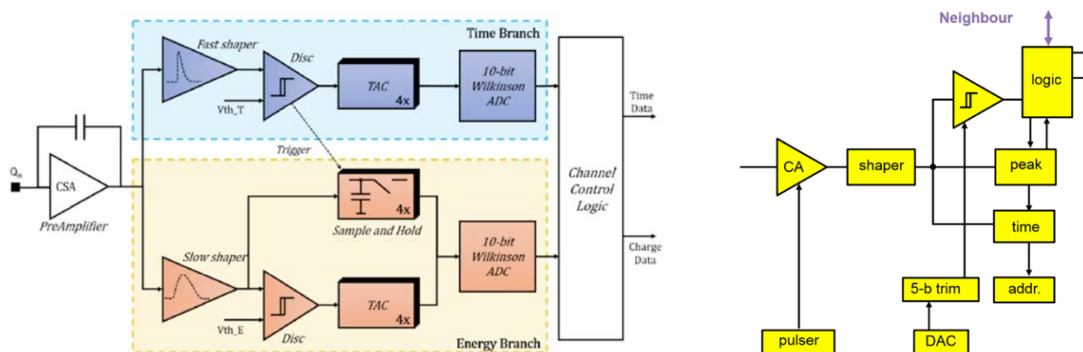 Time Branch
Fast shaper
Disc
Vth_T
TAC
4x
10-bit
Wilkinson
ADC
Trigger
Q_in
CSA
PreAmplifier
4x
Sample and Hold
Slow shaper
Vth_E
Disc
TAC
4x
10-bit
Wilkinson
ADC
Energy Branch
Channel
Control
Logic
Time
Data
Charge
Data
Neighbour
logic
CA
shaper
peak
time
5-b trim
addr.
pulser
DAC